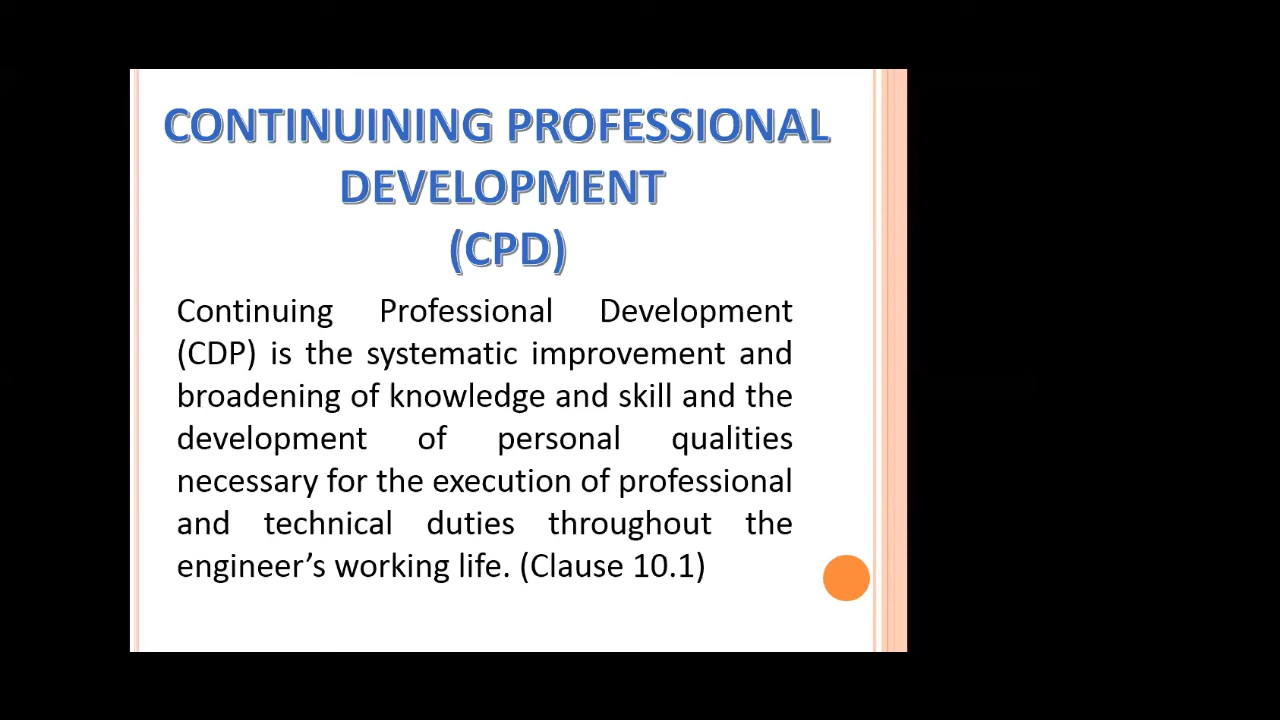 CONTINUINING PROFESSIONAL
DEVELOPMENT
(CPD)
Continuing Professional Development
(CDP) is the systematic improvement and
broadening of knowledge and skill and the
development of personal qualities
necessary for the execution of professional
and technical duties throughout the
engineer’s working life. (Clause 10.1)